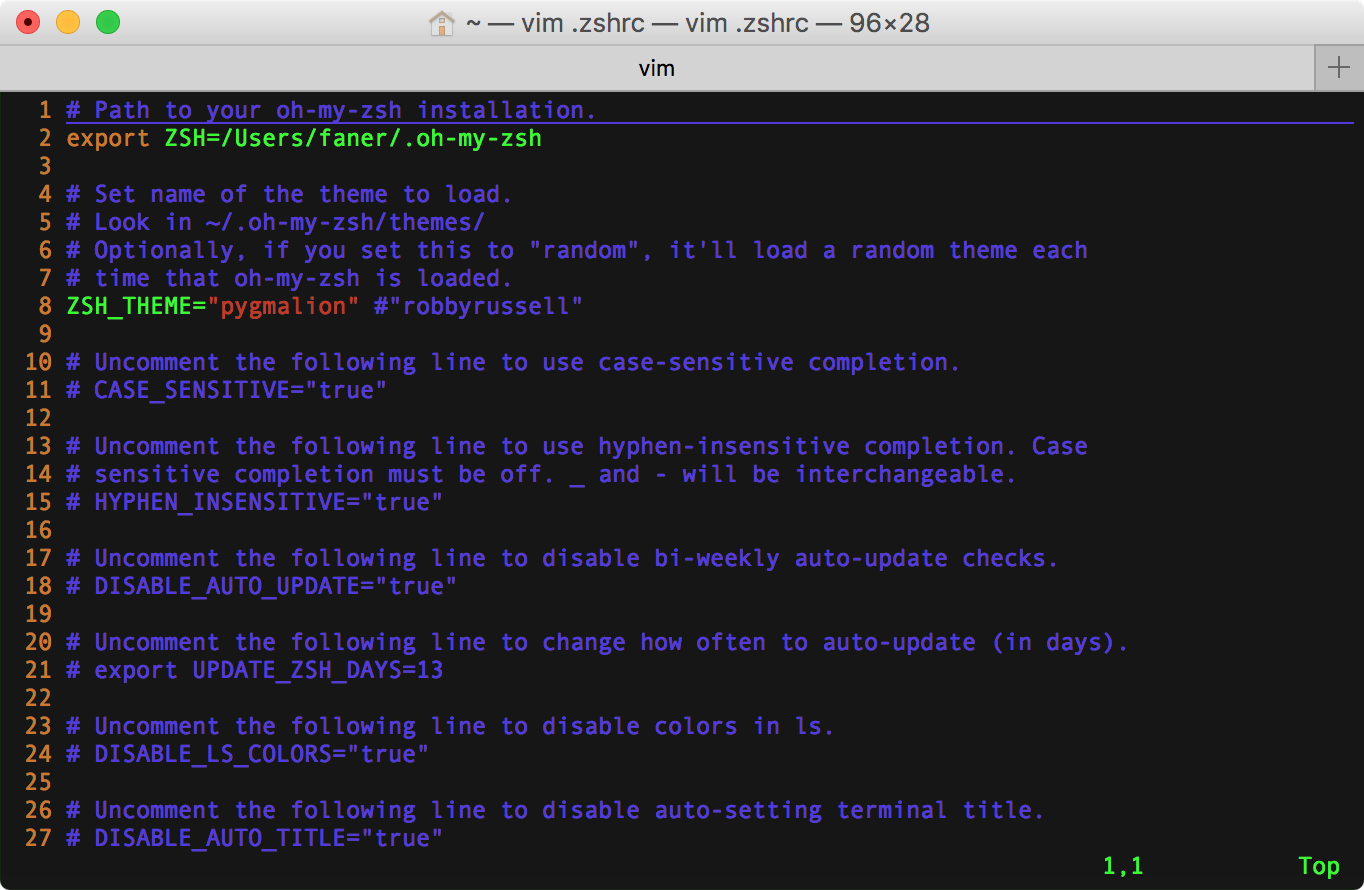 ~ — vim .zshrc — vim .zshrc — 96×28
vim
1 # Path to your oh-my-zsh installation.
2 export ZSH=/Users/faner/.oh-my-zsh
3
4 # Set name of the theme to load.
5 # Look in ~/.oh-my-zsh/themes/
6 # Optionally, if you set this to "random", it'll load a random theme each
7 # time that oh-my-zsh is loaded.
8 ZSH_THEME="pygmalion" #"robbyrussell"
9
10 # Uncomment the following line to use case-sensitive completion.
11 # CASE_SENSITIVE="true"
12
13 # Uncomment the following line to use hyphen-insensitive completion. Case
14 # sensitive completion must be off. _ and - will be interchangeable.
15 # HYPHEN_INSENSITIVE="true"
16
17 # Uncomment the following line to disable bi-weekly auto-update checks.
18 # DISABLE_AUTO_UPDATE="true"
19
20 # Uncomment the following line to change how often to auto-update (in days).
21 # export UPDATE_ZSH_DAYS=13
22
23 # Uncomment the following line to disable colors in ls.
24 # DISABLE_LS_COLORS="true"
25
26 # Uncomment the following line to disable auto-setting terminal title.
27 # DISABLE_AUTO_TITLE="true"
1,1 Top